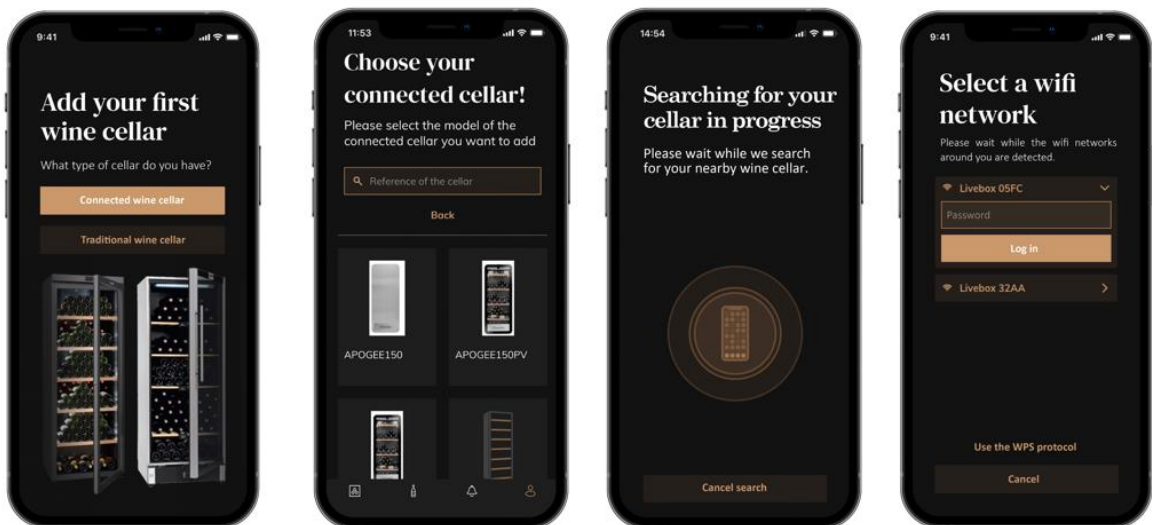 9:41
Add your first
wine cellar
What type of cellar do you have?
Connected wine cellar
Traditional wine cellar
11:53
Choose your
connected cellar!
Please select the model of the
connected cellar you want to add
Reference of the cellar
Back
APOGEE150
APOGEE150PV
14:54
Searching for your
cellar in progress
Please wait while we search
for your nearby wine cellar.
Cancel search
9:41
Select a wifi
network
Please wait while the wifi networks
around you are detected.
Livebox 05FC
Password
Log in
Livebox 32AA
Use the WPS protocol
Cancel